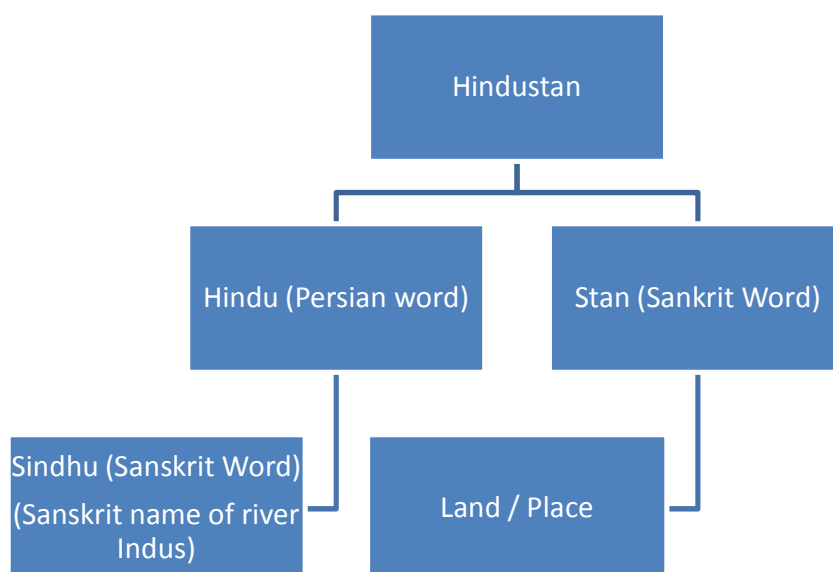 Hindustan
Hindu (Persian word)
Stan (Sankrit Word)
Sindhu (Sanskrit Word)
(Sanskrit name of river
Indus)
Land / Place